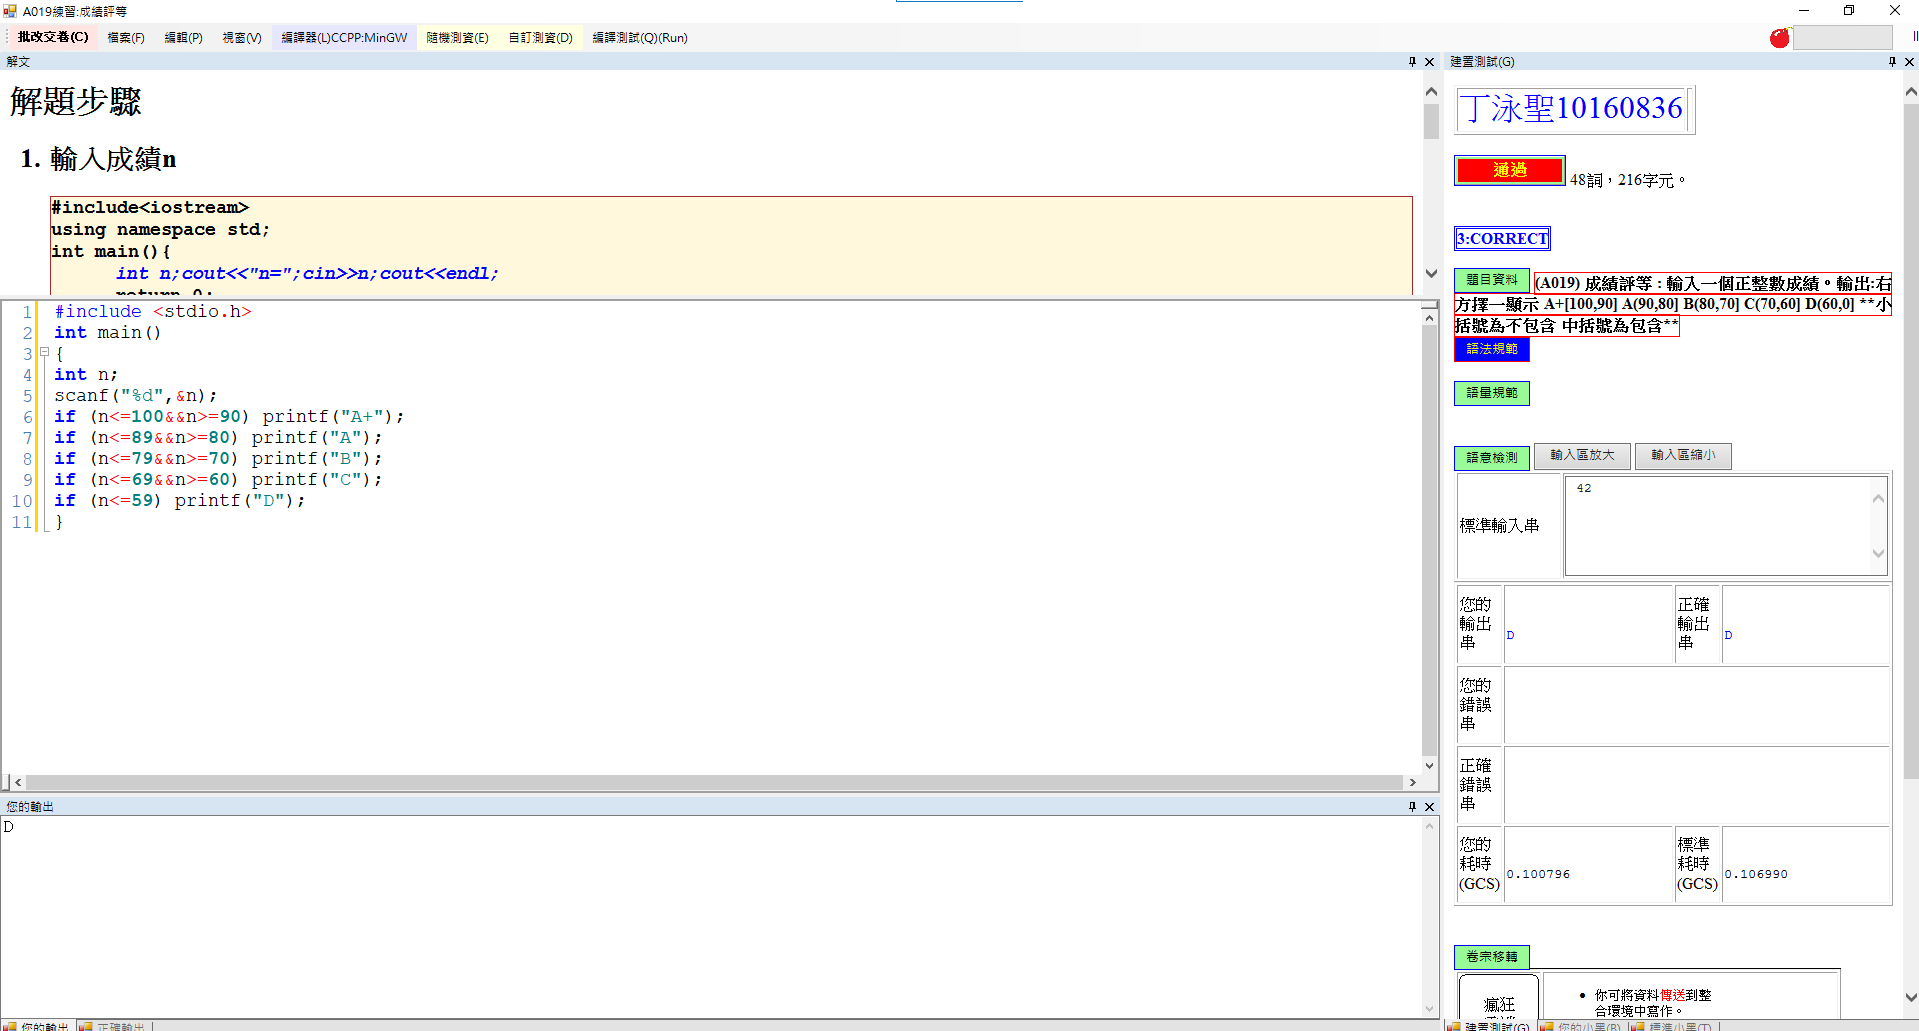 A019練習:成績評等
批改交卷(C) 檔案(F) 編輯(P) 視窗(V) 編譯器(L)CCPP:MinGW 隨機測資(E) 自訂測資(D) 編譯測試(Q)(Run)
解文
解題步驟
1. 輸入成績n
#include<iostream>
using namespace std;
int main(){
int n;cout<<"n=";cin>>n;cout<<endl;
return 0;
1 #include <stdio.h>
2 int main()
3 {
4 int n;
5 scanf("%d",&n);
6 if (n<=100&&n>=90) printf("A+");
7 if (n<=89&&n>=80) printf("A");
8 if (n<=79&&n>=70) printf("B");
9 if (n<=69&&n>=60) printf("C");
10 if (n<=59) printf("D");
11 }
您的輸出
D
您的輸出 正確輸出
建置測試(G)
丁泳聖10160836
通過 48詞，216字元。
3:CORRECT
題目資料 (A019) 成績評等：輸入一個正整數成績。輸出:右
方擇一顯示 A+[100,90] A(90,80] B(80,70] C(70,60] D(60,0] **小
括號為不包含 中括號為包含**
語法規範
語量規範
語意檢測 輸入區放大 輸入區縮小
標準輸入串 42
您的
輸出
串 D
正確
輸出
串 D
您的
錯誤
串
正確
錯誤
串
您的
耗時
(GCS) 0.100796
標準
耗時
(GCS) 0.106990
卷宗移轉
瘋狂
你可將資料傳送到整
合環境中寫作。
建置測試(G) 您的小黑(B) 標準小黑(T)